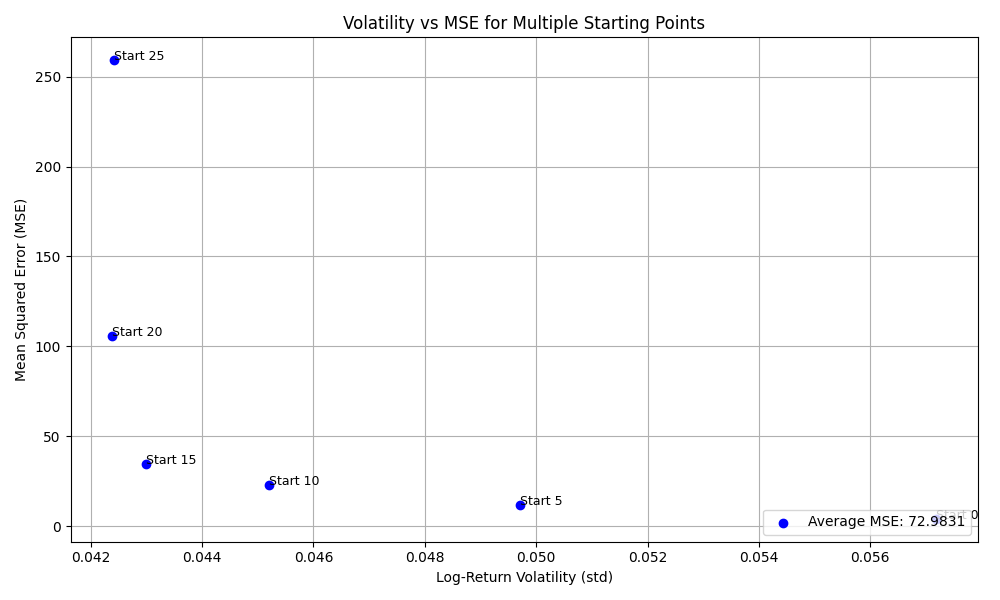 Volatility vs MSE for Multiple Starting Points
Mean Squared Error (MSE)
250
200
150
100
50
0
Start 25
Start 20
Start 15
Start 10
Start 5
Start 0
Average MSE: 72.9831
0.042 0.044 0.046 0.048 0.050 0.052 0.054 0.056
Log-Return Volatility (std)